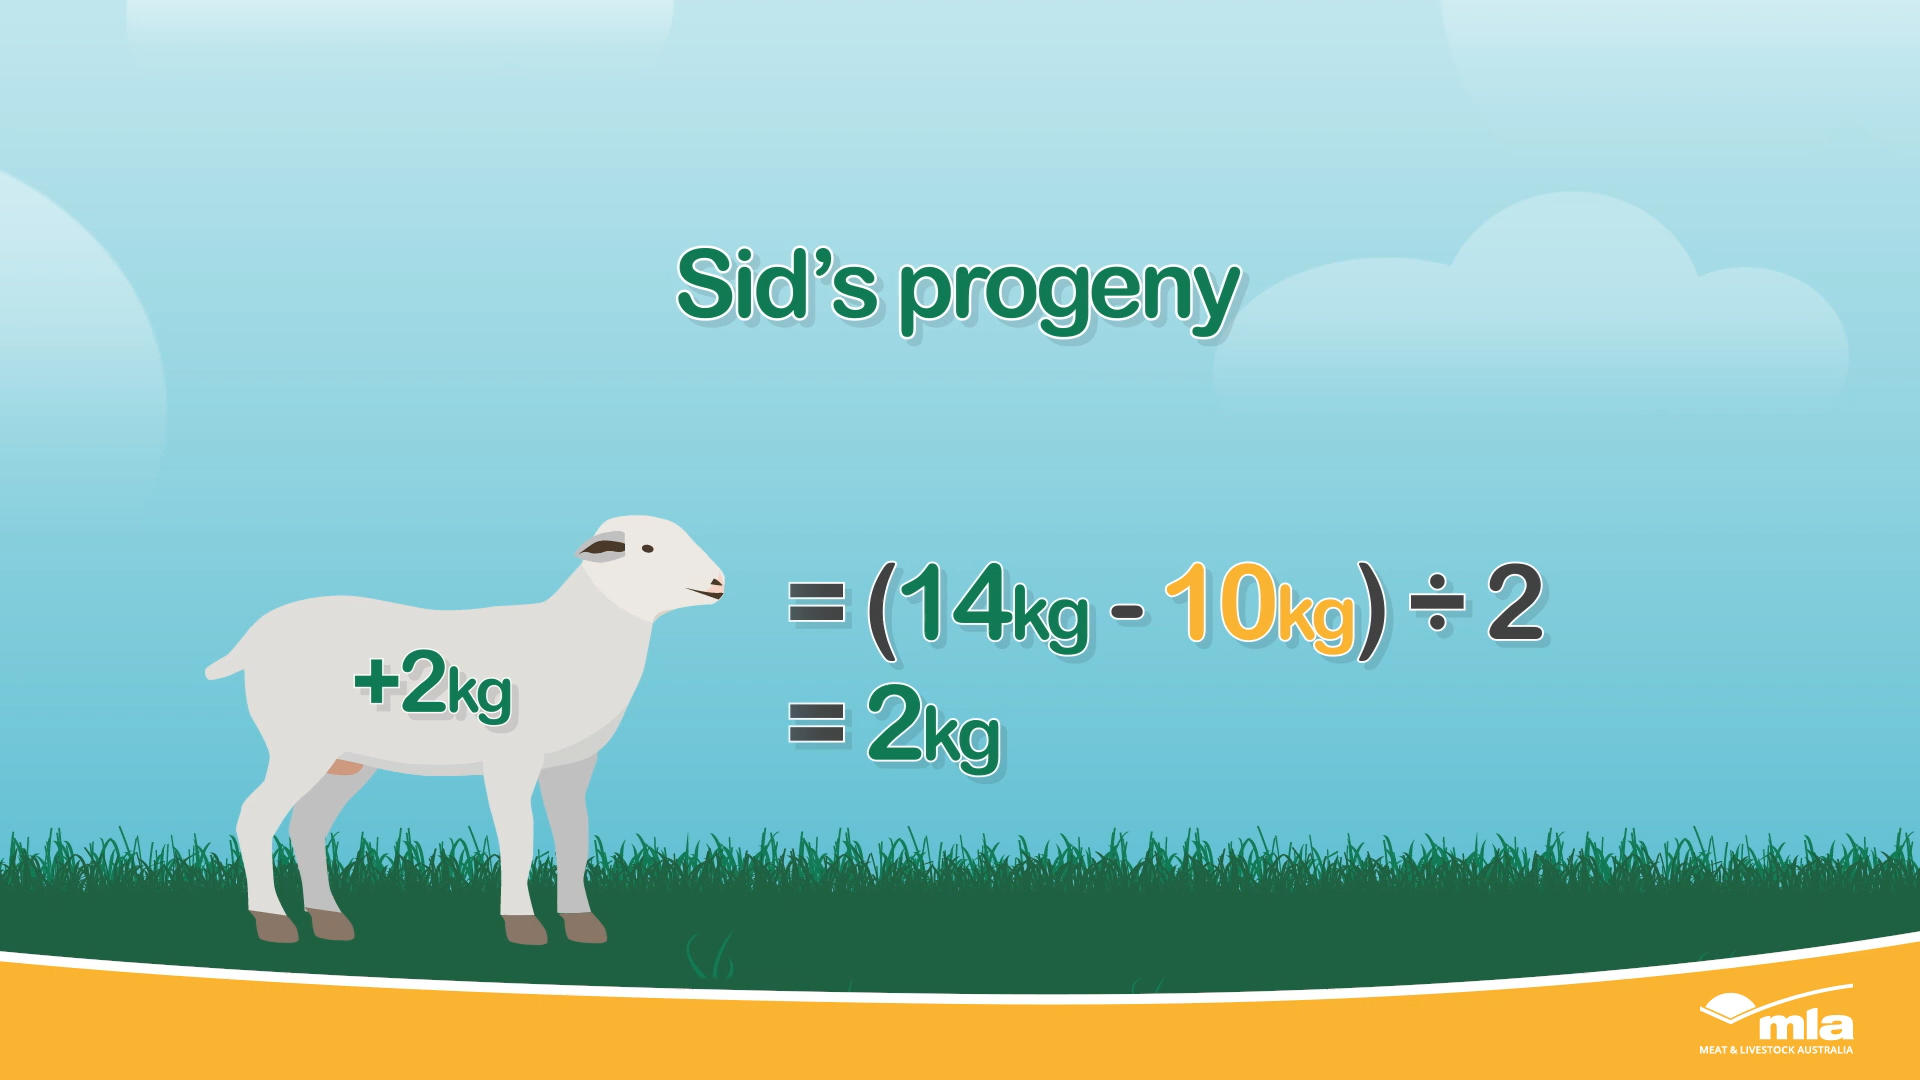 Sid's progeny
+2kg
= (14kg - 10kg) ÷ 2
= 2kg
mla
MEAT & LIVESTOCK AUSTRALIA